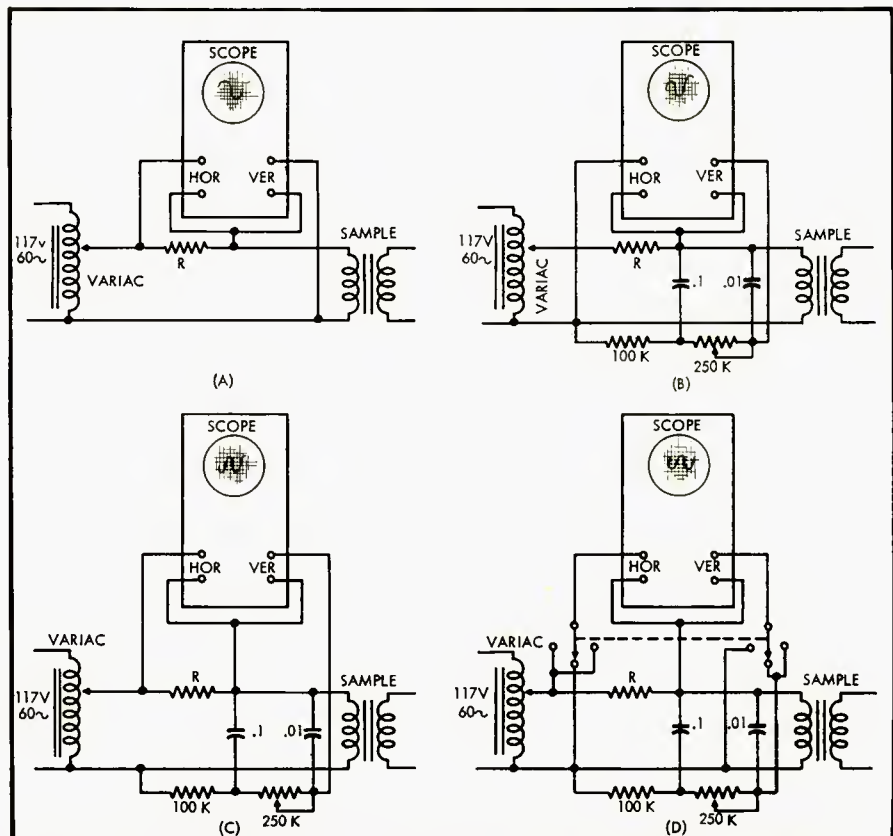 SCOPE
HOR VER
117v
60~
VARIAC
R
SAMPLE
(A)
SCOPE
HOR VER
117V
60~
VARIAC
R
SAMPLE
.1 .01
100 K
250 K
(B)
SCOPE
HOR VER
VARIAC
117V
60~
R
SAMPLE
.1 .01
100 K
250 K
(C)
SCOPE
HOR VER
VARIAC
117V
60~
R
SAMPLE
.1 .01
100 K
250 K
(D)